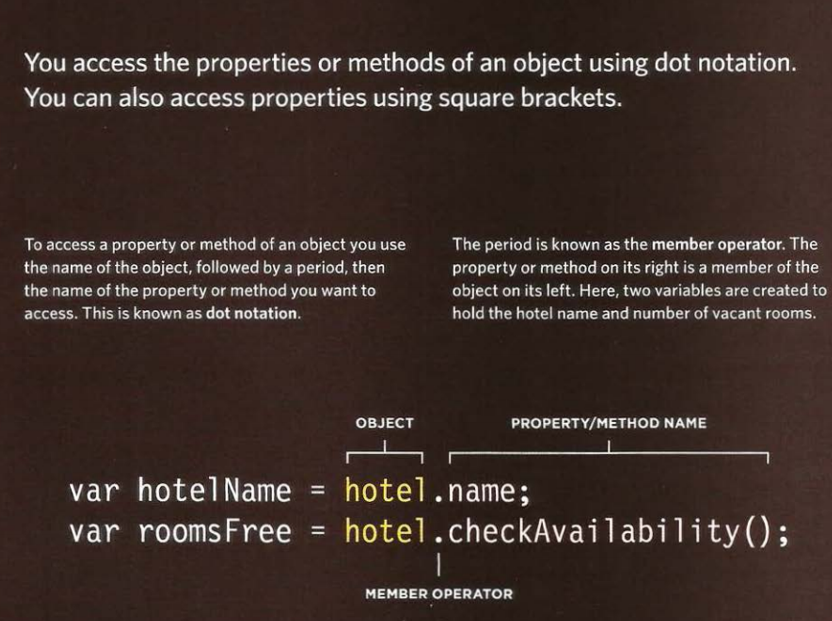 You access the properties or methods of an object using dot notation.
You can also access properties using square brackets.
To access a property or method of an object you use
the name of the object, followed by a period, then
the name of the property or method you want to
access. This is known as dot notation.
The period is known as the member operator. The
property or method on its right is a member of the
object on its left. Here, two variables are created to
hold the hotel name and number of vacant rooms.
OBJECT
PROPERTY/METHOD NAME
var hotelName = hotel.name;
var roomsFree = hotel.checkAvailability();
MEMBER OPERATOR